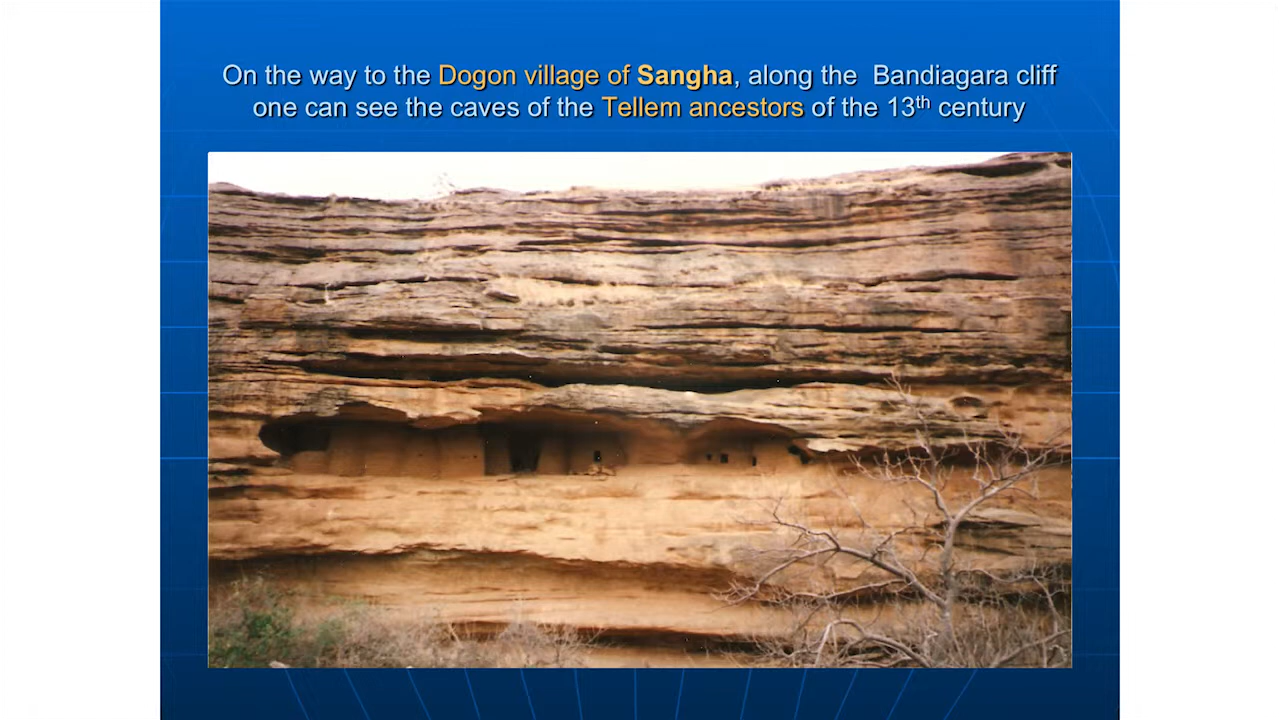 On the way to the Dogon village of Sangha, along the Bandiagara cliff
one can see the caves of the Tellem ancestors of the 13th century